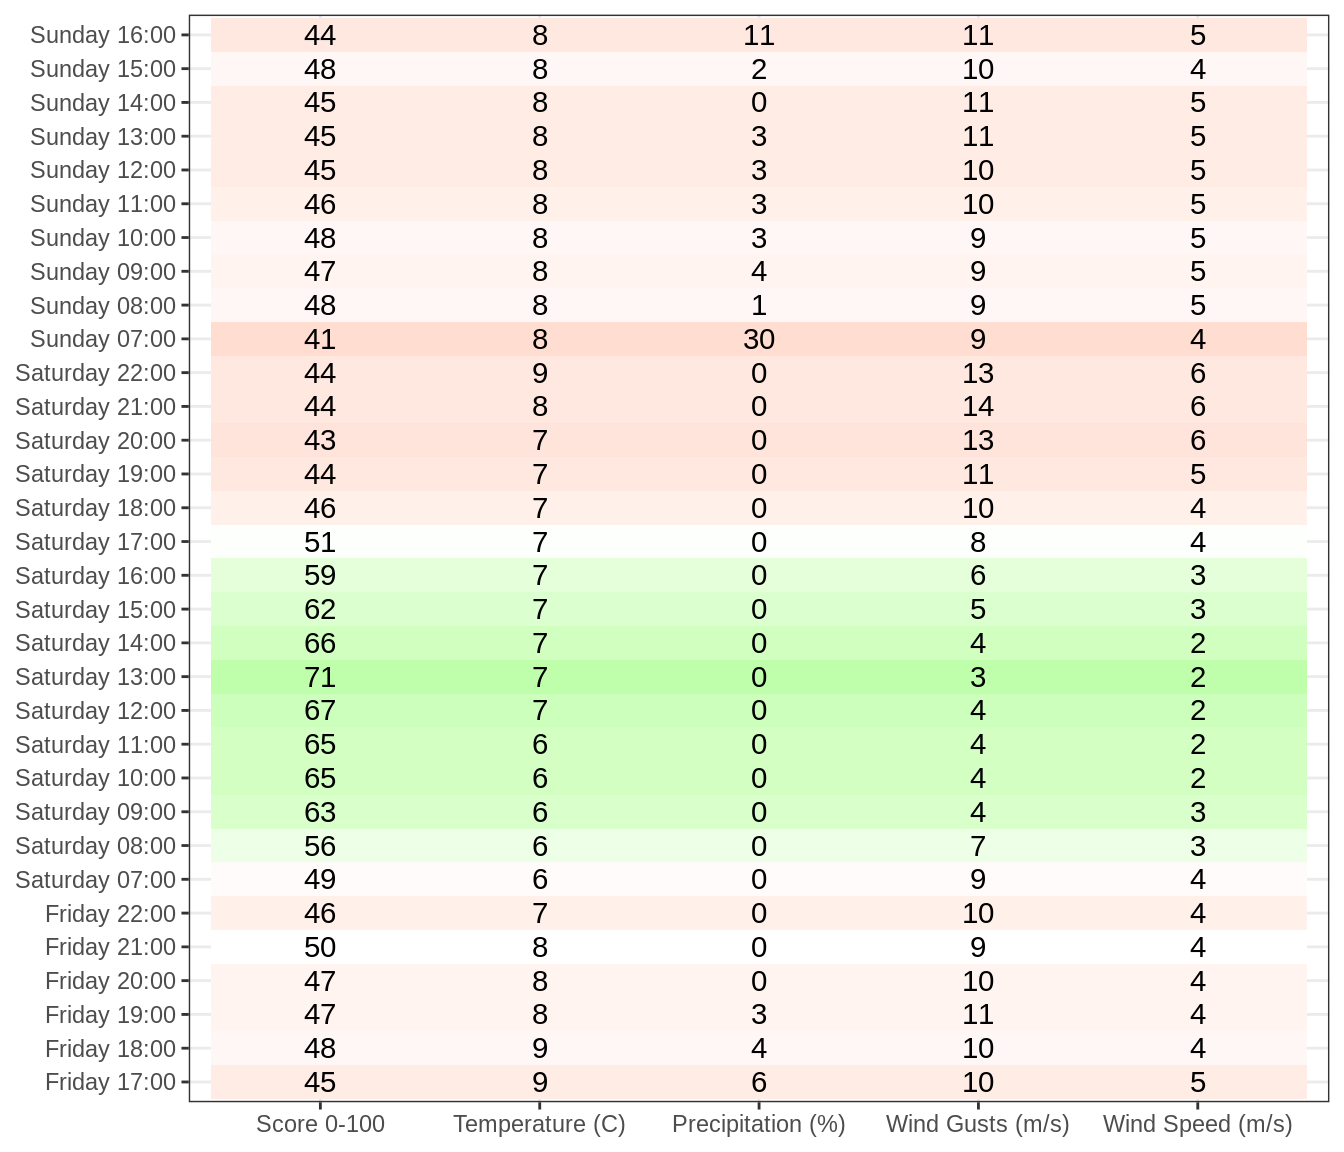 Sunday 16:00 44 8 11 11 5
Sunday 15:00 48 8 2 10 4
Sunday 14:00 45 8 0 11 5
Sunday 13:00 45 8 3 11 5
Sunday 12:00 45 8 3 10 5
Sunday 11:00 46 8 3 10 5
Sunday 10:00 48 8 3 9 5
Sunday 09:00 47 8 4 9 5
Sunday 08:00 48 8 1 9 5
Sunday 07:00 41 8 30 9 4
Saturday 22:00 44 9 0 13 6
Saturday 21:00 44 8 0 14 6
Saturday 20:00 43 7 0 13 6
Saturday 19:00 44 7 0 11 5
Saturday 18:00 46 7 0 10 4
Saturday 17:00 51 7 0 8 4
Saturday 16:00 59 7 0 6 3
Saturday 15:00 62 7 0 5 3
Saturday 14:00 66 7 0 4 2
Saturday 13:00 71 7 0 3 2
Saturday 12:00 67 7 0 4 2
Saturday 11:00 65 6 0 4 2
Saturday 10:00 65 6 0 4 2
Saturday 09:00 63 6 0 4 3
Saturday 08:00 56 6 0 7 3
Saturday 07:00 49 6 0 9 4
Friday 22:00 46 7 0 10 4
Friday 21:00 50 8 0 9 4
Friday 20:00 47 8 0 10 4
Friday 19:00 47 8 3 11 4
Friday 18:00 48 9 4 10 4
Friday 17:00 45 9 6 10 5
Score 0-100 Temperature (C) Precipitation (%) Wind Gusts (m/s) Wind Speed (m/s)